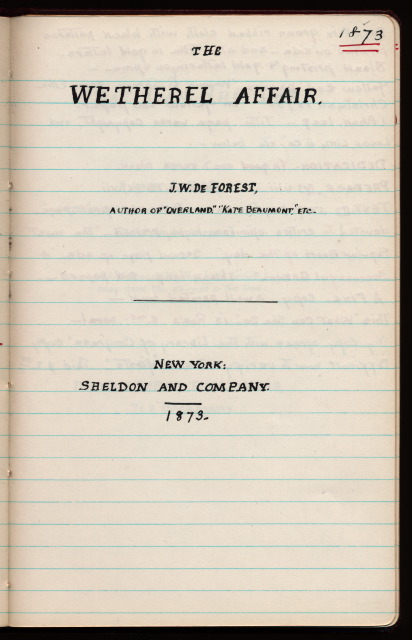 1873
THE
WETHEREL AFFAIR.
J.W. DE FOREST,
AUTHOR OF "OVERLAND." "KATE BEAUMONT," ETC.
NEW YORK:
SHELDON AND COMPANY.
1873.